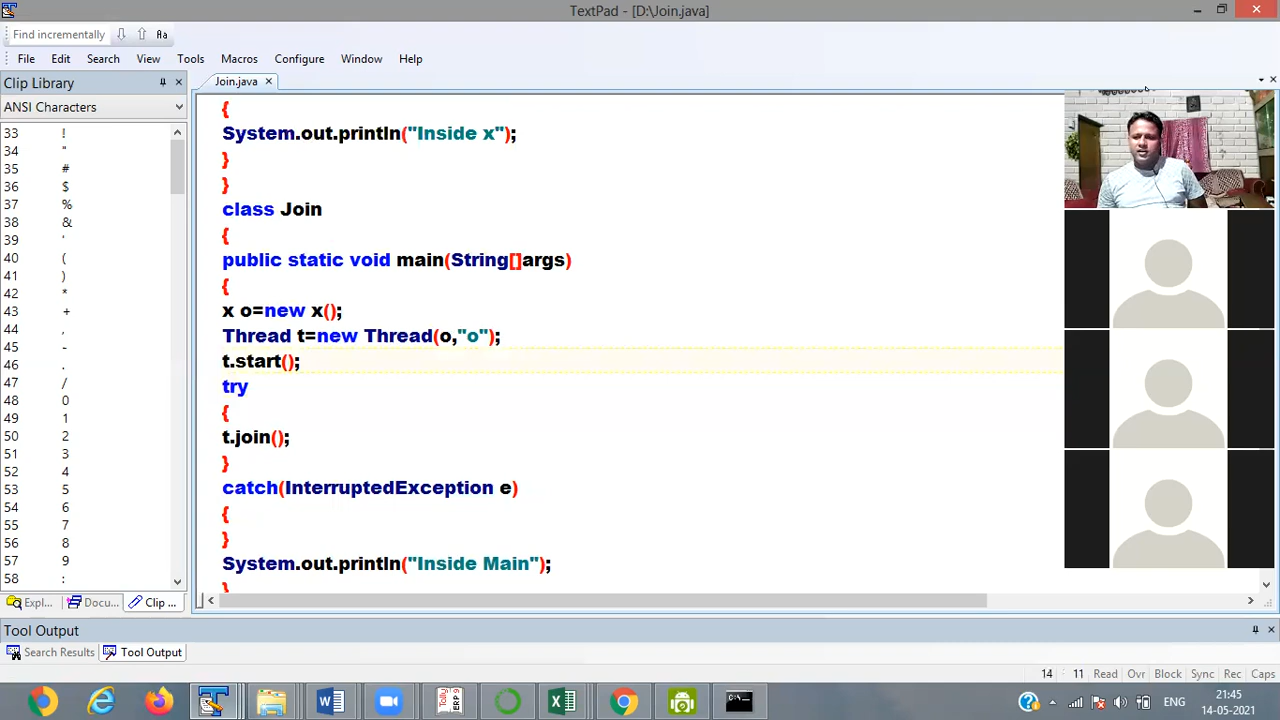 TextPad - [D:\Join.java]
Find incrementally
Aa
File Edit Search View Tools Macros Configure Window Help
Clip Library
Join.java
ANSI Characters
33 !
34 "
35 #
36 $
37 %
38 &
39 '
40 (
41 )
42 *
43 +
44 ,
45 -
46 .
47 /
48 0
49 1
50 2
51 3
52 4
53 5
54 6
55 7
56 8
57 9
58 :
{
System.out.println("Inside x");
}
}
class Join
{
public static void main(String[]args)
{
x o=new x();
Thread t=new Thread(o,"o");
t.start();
try
{
t.join();
}
catch(InterruptedException e)
{
}
System.out.println("Inside Main");
}
Expl... Docu... Clip ...
Tool Output
Search Results Tool Output
14 11 Read Ovr Block Sync Rec Caps
ENG
21:45
14-05-2021